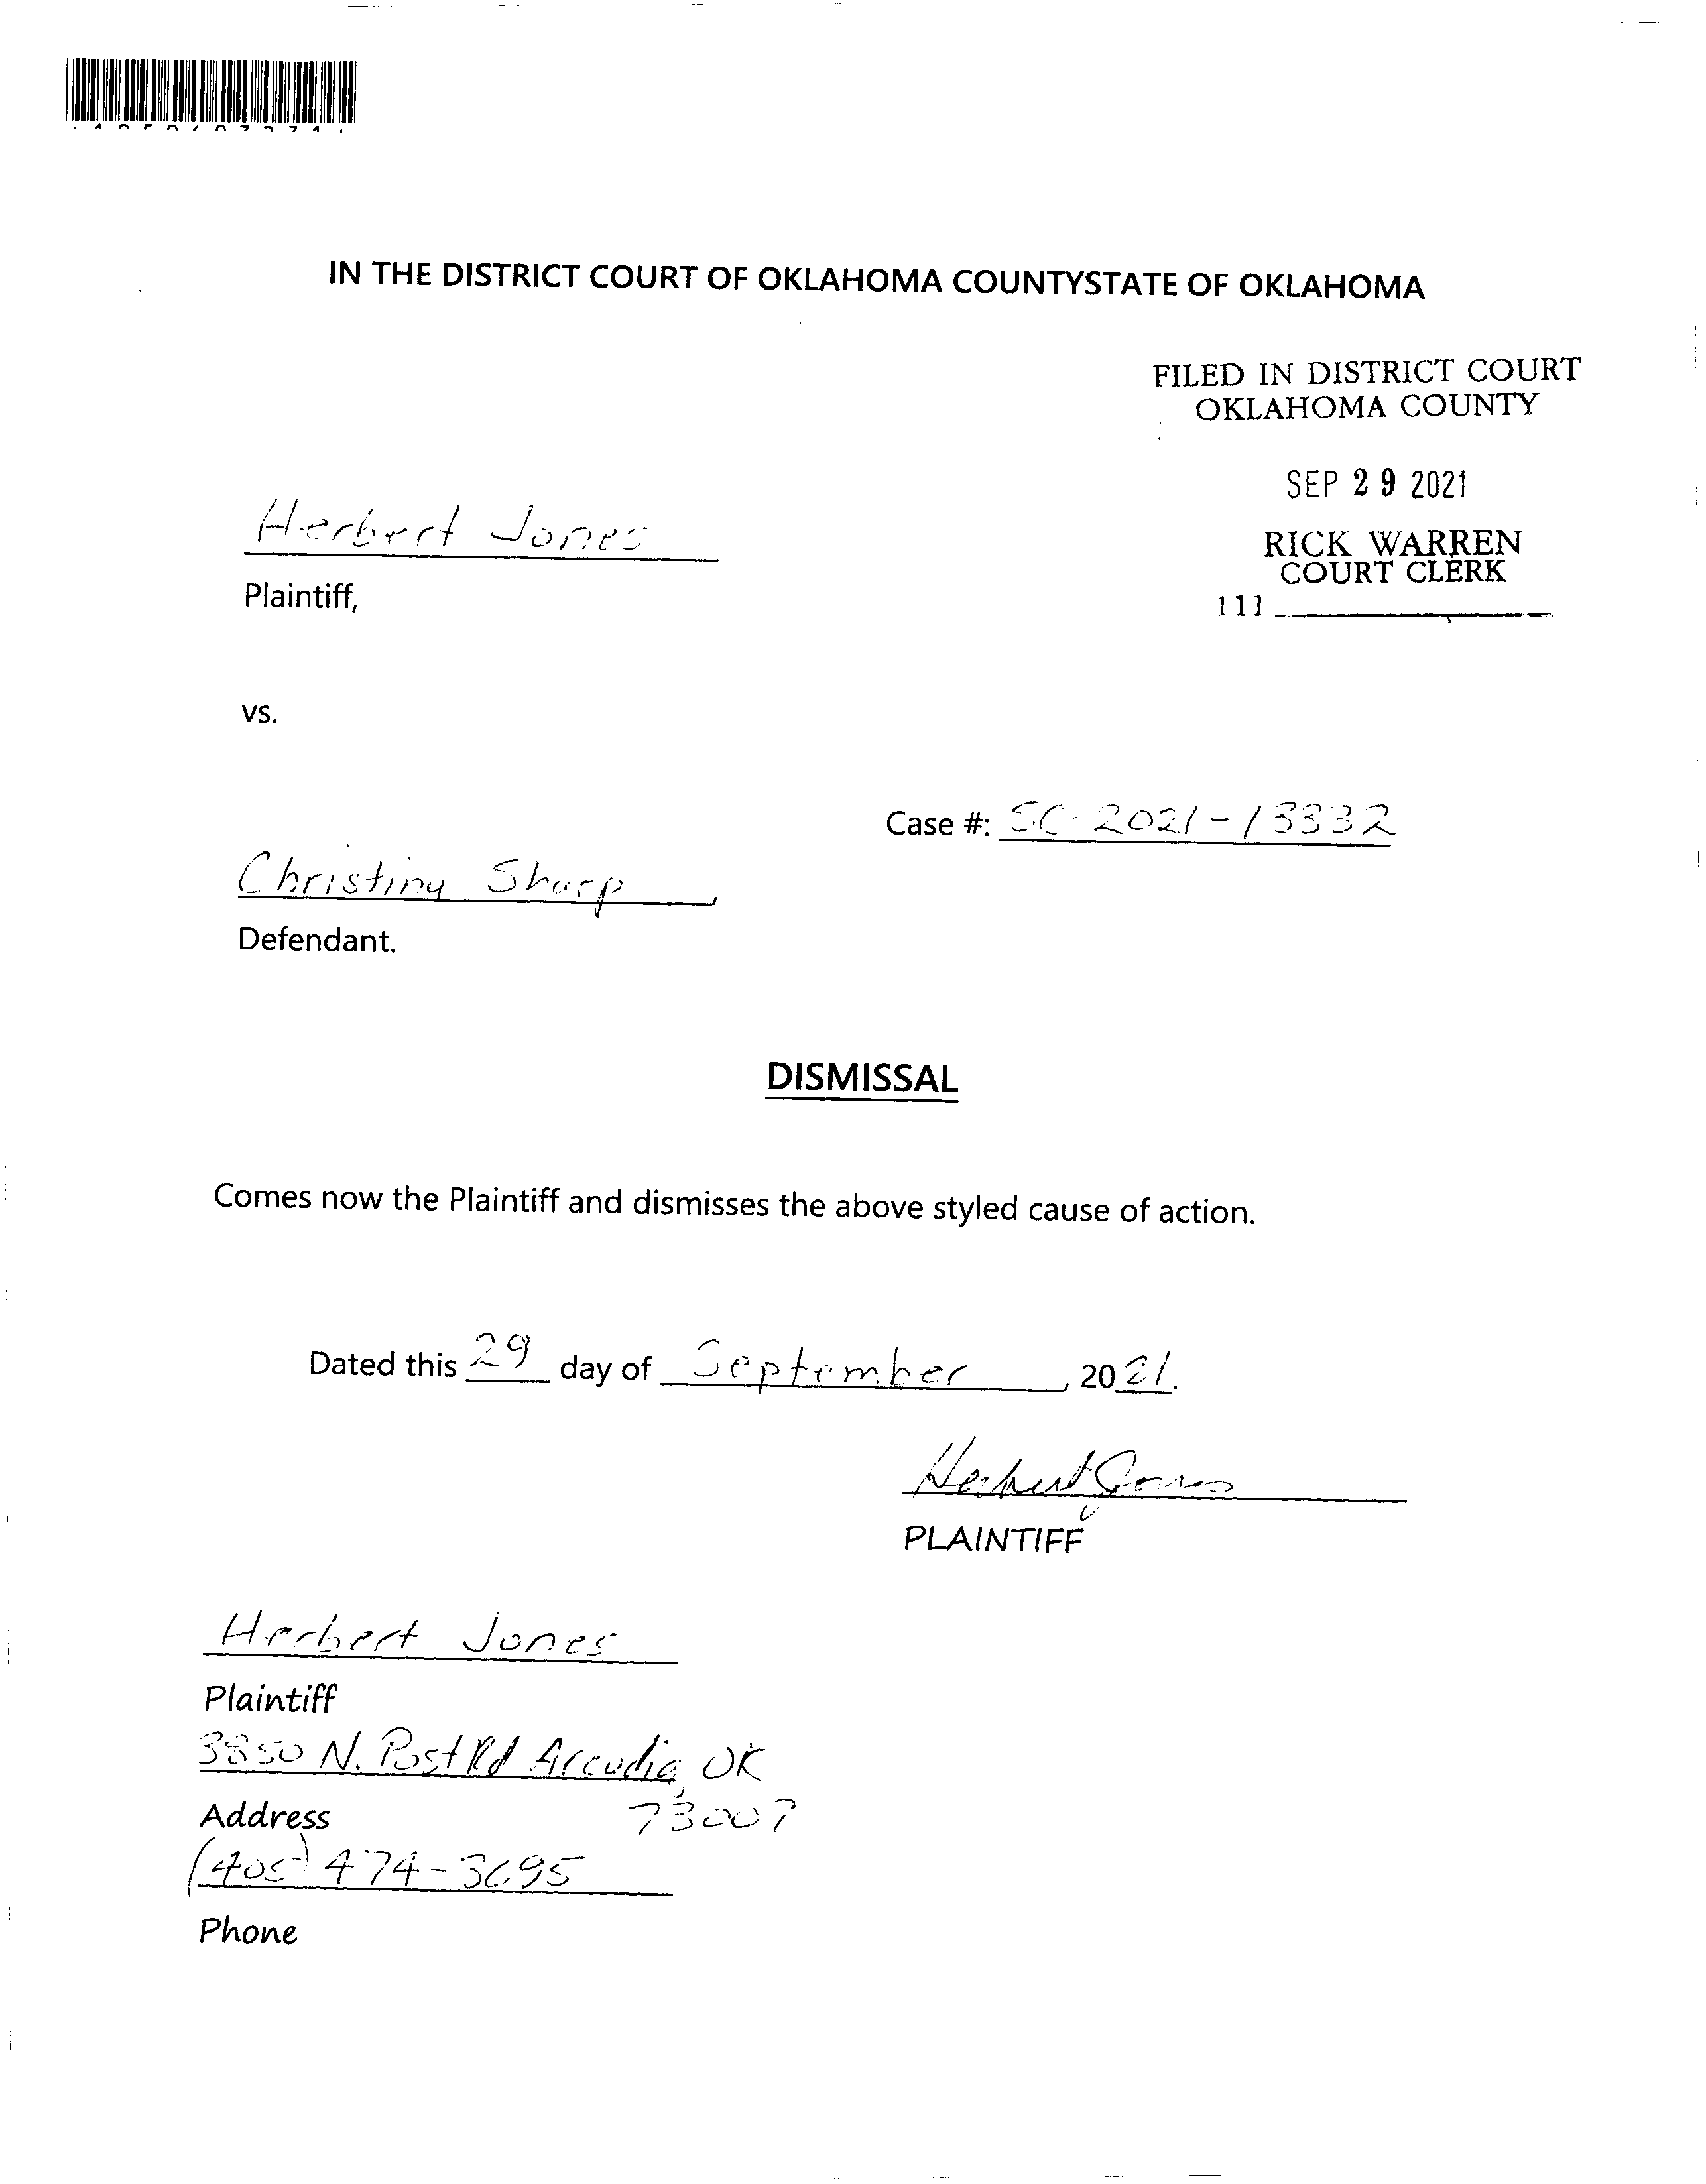 IN THE DISTRICT COURT OF OKLAHOMA COUNTYSTATE OF OKLAHOMA
FILED IN DISTRICT COURT
OKLAHOMA COUNTY
SEP 29 2021
RICK WARREN
COURT CLERK
111
Herbert Jones
Plaintiff,
vs.
Case #: SC-2021-13332
Christina Sharp,
Defendant.
DISMISSAL
Comes now the Plaintiff and dismisses the above styled cause of action.
Dated this 29 day of September, 2021.
Herbert Jones
PLAINTIFF
Herbert Jones
Plaintiff
3850 N. Post Rd Arcadia, OK
Address 73007
(405) 474-3695
Phone